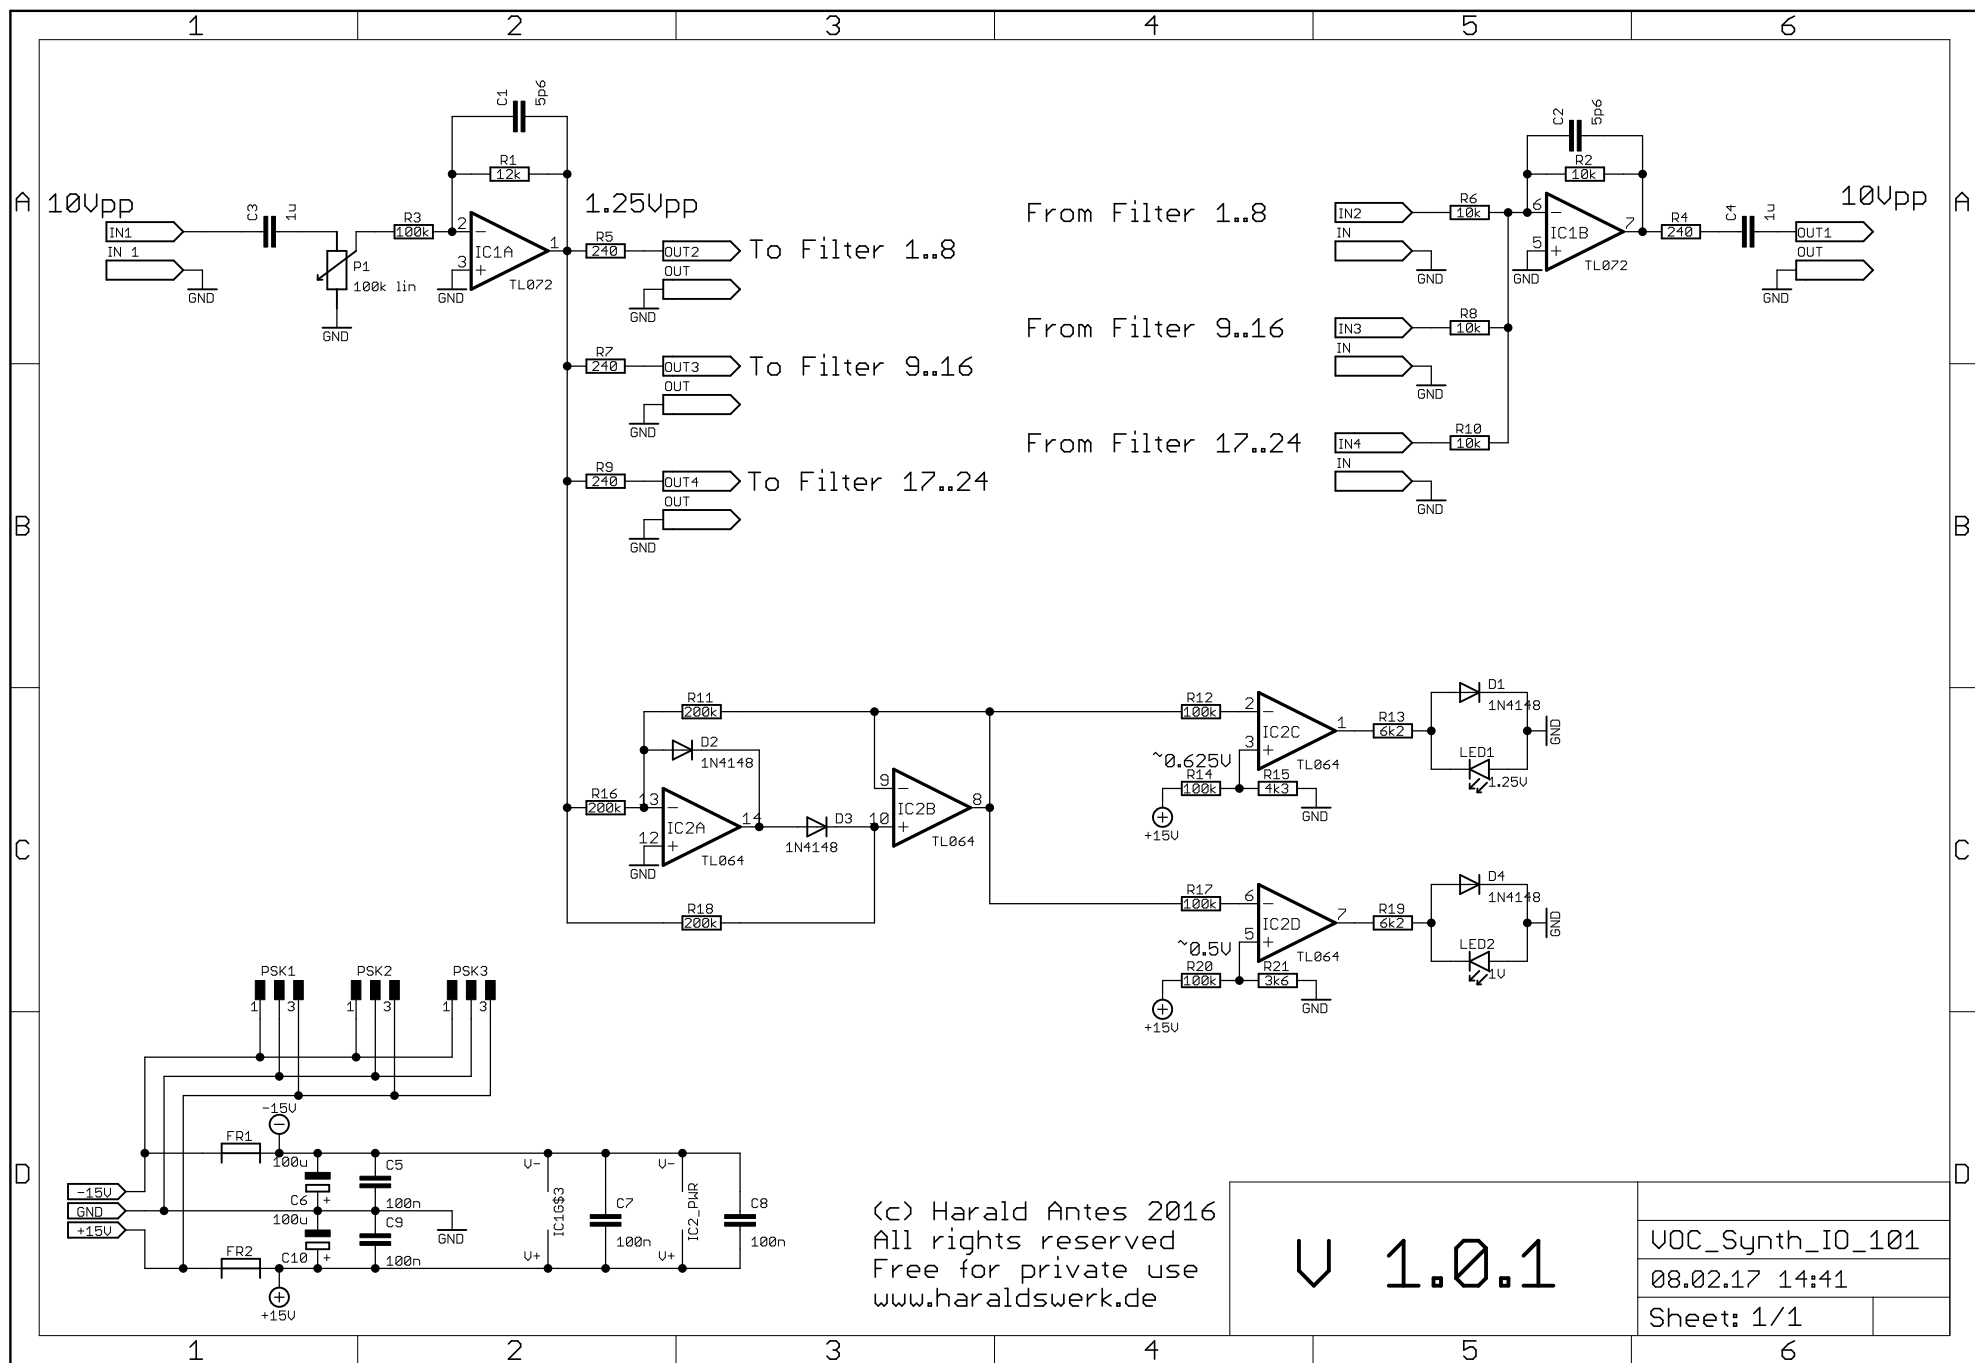 1 2 3 4 5 6
A
10Vpp
IN1
IN 1
GND
C3
1u
P1
100k lin
GND
R3
100k
C1
5p6
R1
12k
2
3
1
IC1A
TL072
GND
1.25Vpp
R5
240
OUT2
OUT
GND
To Filter 1..8
R7
240
OUT3
OUT
GND
To Filter 9..16
R9
240
OUT4
OUT
GND
To Filter 17..24
From Filter 1..8
IN2
IN
GND
R6
10k
From Filter 9..16
IN3
IN
GND
R8
10k
From Filter 17..24
IN4
IN
GND
R10
10k
C2
5p6
R2
10k
6
5
7
IC1B
TL072
GND
R4
240
C4
1u
10Vpp
OUT1
OUT
GND
A
B
B
C
R11
200k
D2
1N4148
R16
200k
13
12
14
IC2A
TL064
GND
D3
1N4148
9
10
8
IC2B
TL064
R18
200k
R12
100k
2
3
1
IC2C
TL064
~0.625V
R14
100k
+15V
R15
4k3
GND
R13
6k2
D1
1N4148
LED1
1.25V
GND
R17
100k
6
5
7
IC2D
TL064
~0.5V
R20
100k
+15V
R21
3k6
GND
R19
6k2
D4
1N4148
LED2
1V
GND
C
PSK1 PSK2 PSK3
1 3 1 3 1 3
D
-15V
GND
+15V
FR1
-15V
FR2
+15V
100u
C6
+
100u
C10
+
C5
100n
C9
100n
GND
V-
IC1G$3
V+
C7
100n
V-
IC2_PWR
V+
C8
100n
D
(c) Harald Antes 2016
All rights reserved
Free for private use
www.haraldswerk.de
V 1.0.1
VOC_Synth_IO_101
08.02.17 14:41
Sheet: 1/1
1 2 3 4 5 6